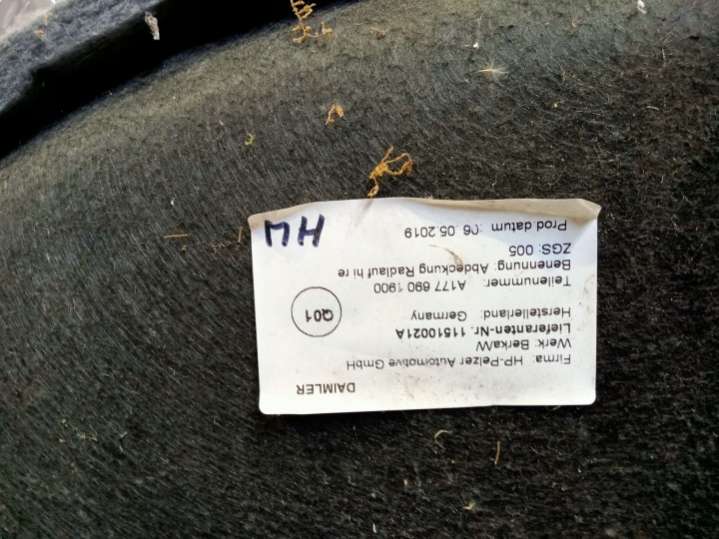 DAIMLER
Firma: HP-Pelzer Automotive GmbH
Werk: BerkaW
Lieferanten-Nr. 11510021A
Herstellerland: Germany
Q01
Teilenummer: A177 690 1900
Benennung: Abdeckung Radlauf hi re
ZGS: 005
Prod.datum :06.05.2019
HW